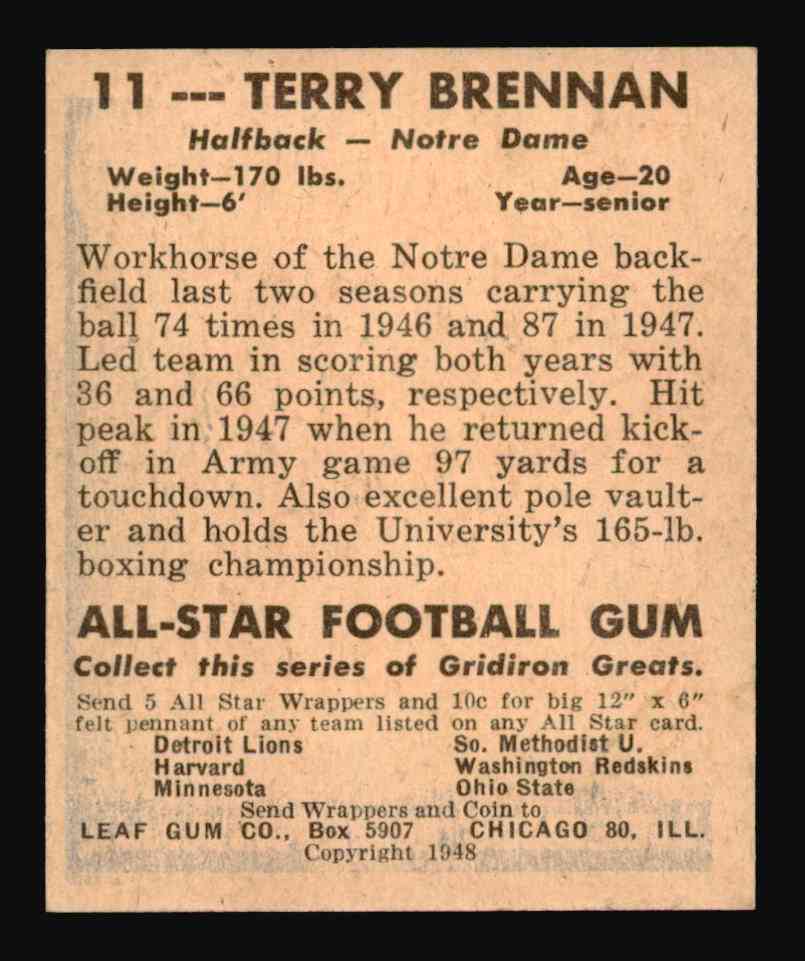 11 --- TERRY BRENNAN
Halfback — Notre Dame
Weight—170 lbs. Age—20
Height—6' Year—senior
Workhorse of the Notre Dame back-
field last two seasons carrying the
ball 74 times in 1946 and 87 in 1947.
Led team in scoring both years with
36 and 66 points, respectively. Hit
peak in 1947 when he returned kick-
off in Army game 97 yards for a
touchdown. Also excellent pole vault-
er and holds the University's 165-lb.
boxing championship.
ALL-STAR FOOTBALL GUM
Collect this series of Gridiron Greats.
Send 5 All Star Wrappers and 10c for big 12" x 6"
felt pennant of any team listed on any All Star card.
Detroit Lions So. Methodist U.
Harvard Washington Redskins
Minnesota Ohio State
Send Wrappers and Coin to
LEAF GUM CO., Box 5907 CHICAGO 80, ILL.
Copyright 1948